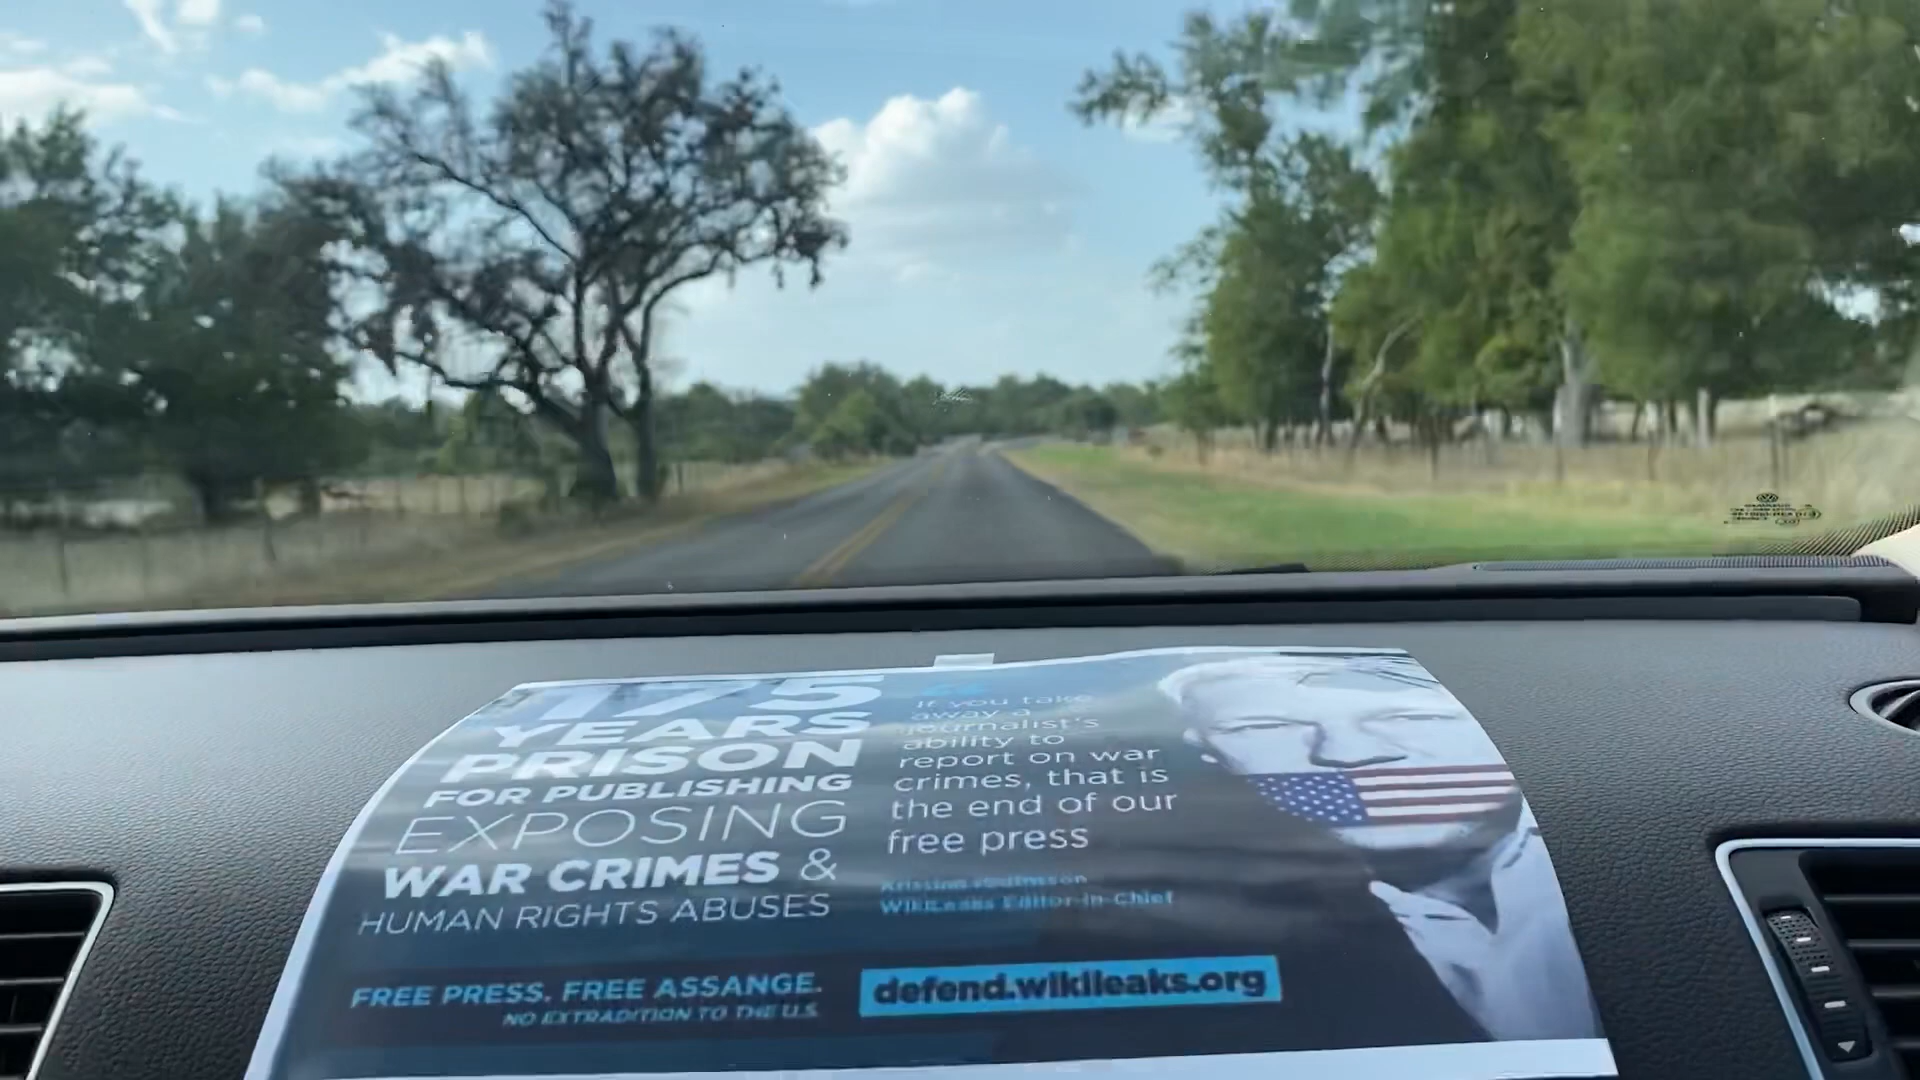 175
YEARS
PRISON
FOR PUBLISHING
EXPOSING
WAR CRIMES &
HUMAN RIGHTS ABUSES
FREE PRESS. FREE ASSANGE.
NO EXTRADITION TO THE U.S.
“
If you take
away a
journalist's
ability to
report on war
crimes, that is
the end of our
free press
WikiLeaks Editor-in-Chief
defend.wikileaks.org